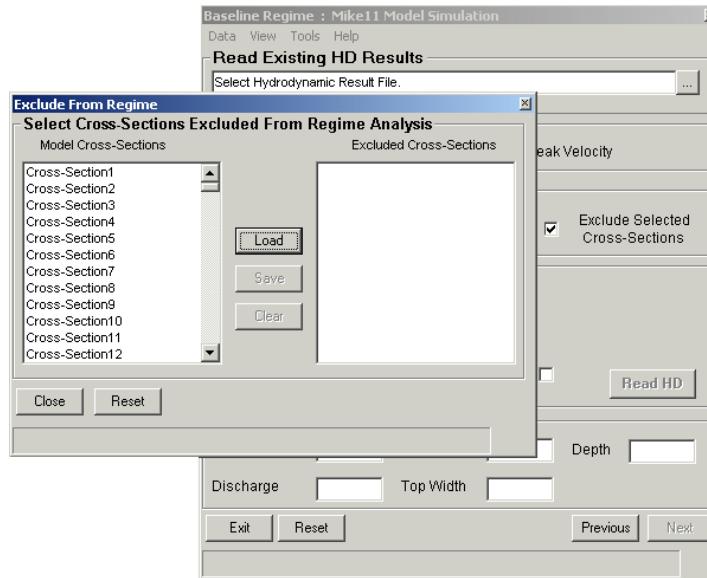 Baseline Regime : Mike11 Model Simulation
Data View Tools Help
Read Existing HD Results
Select Hydrodynamic Result File.
...
Exclude From Regime
Select Cross-Sections Excluded From Regime Analysis
Model Cross-Sections
Excluded Cross-Sections
Cross-Section1
Cross-Section2
Cross-Section3
Cross-Section4
Cross-Section5
Cross-Section6
Cross-Section7
Cross-Section8
Cross-Section9
Cross-Section10
Cross-Section11
Cross-Section12
Load
Save
Clear
Close Reset
eak Velocity
Exclude Selected
Cross-Sections
Read HD
Depth
Discharge Top Width
Exit Reset Previous Next